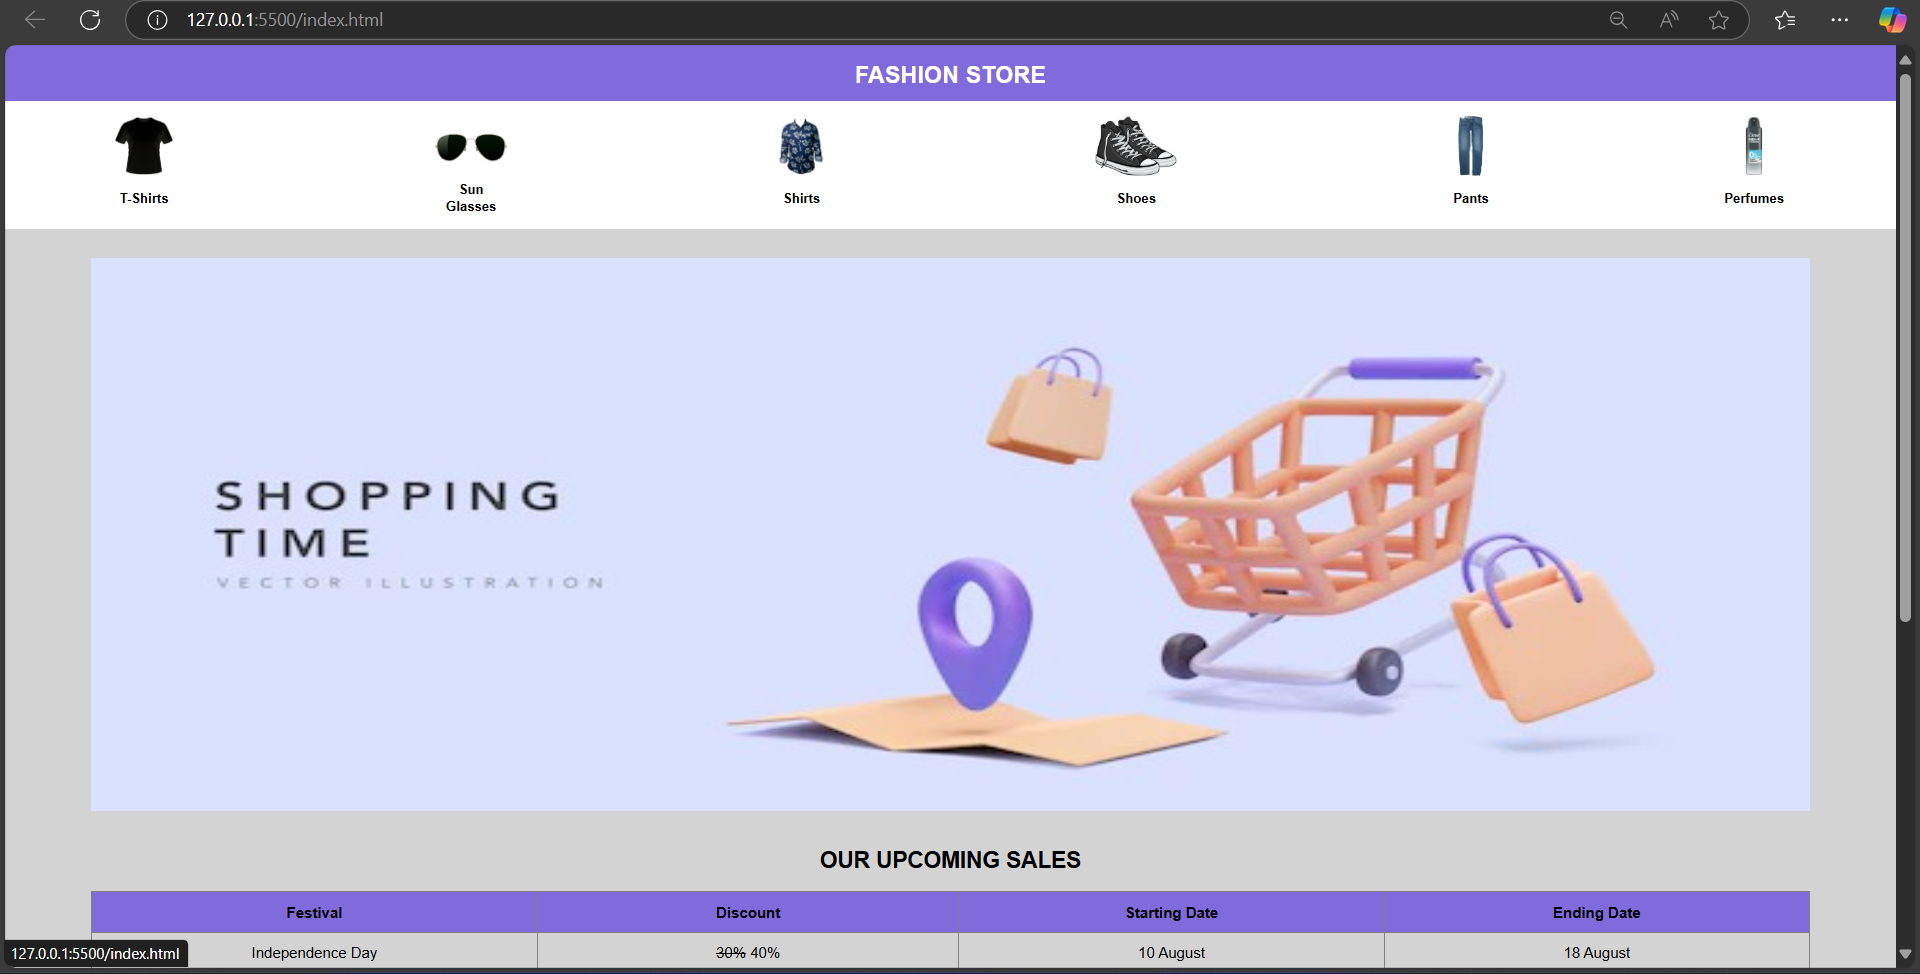 127.0.0.1:5500/index.html
FASHION STORE
T-Shirts
Sun
Glasses
Shirts
Shoes
Pants
Perfumes
SHOPPING
TIME
VECTOR ILLUSTRATION
OUR UPCOMING SALES
Festival Discount Starting Date Ending Date
Independence Day 30% 40% 10 August 18 August
127.0.0.1:5500/index.html